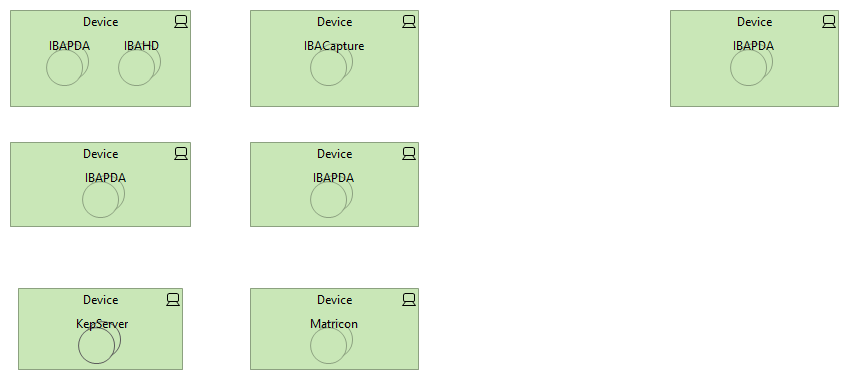 Device
IBAPDA
IBAHD
Device
IBACapture
Device
IBAPDA
Device
IBAPDA
Device
IBAPDA
Device
KepServer
Device
Matricon